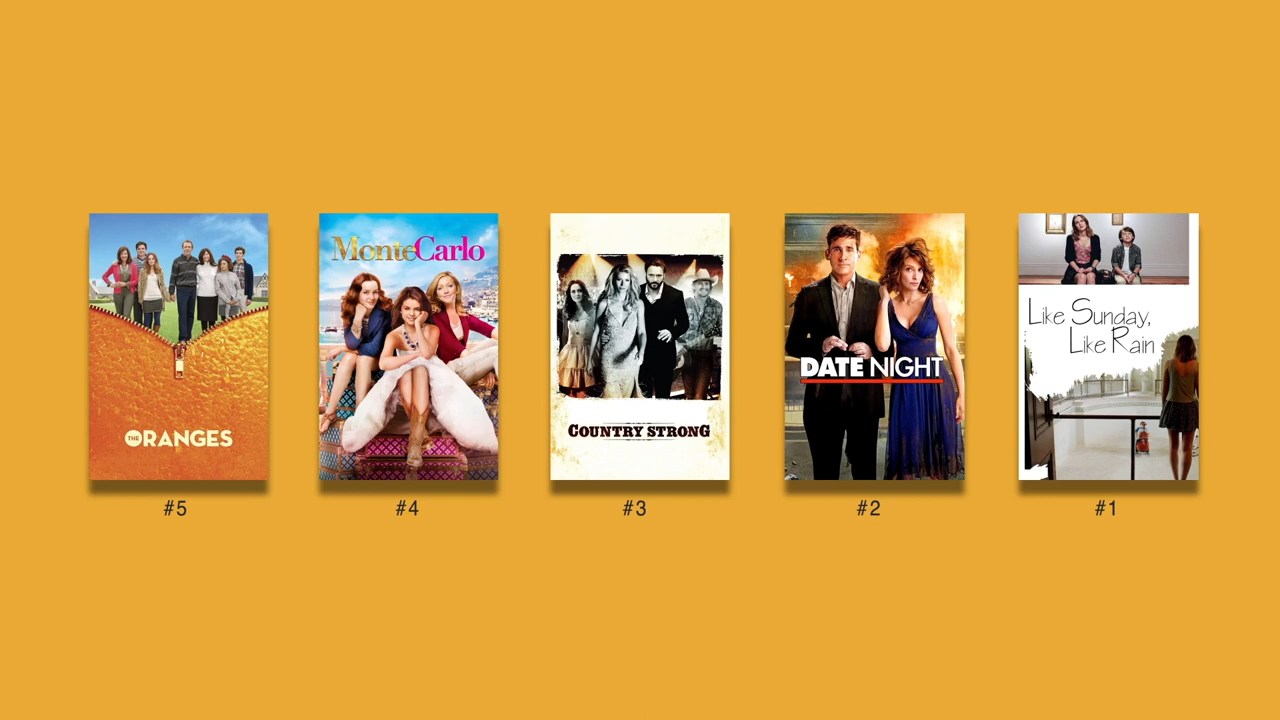 THE ORANGES
Monte Carlo
COUNTRY STRONG
DATE NIGHT
Like Sunday,
Like Rain
#5
#4
#3
#2
#1